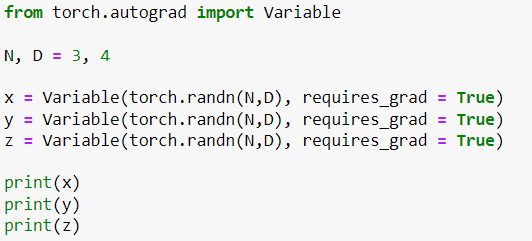 from torch.autograd import Variable
N, D = 3, 4
x = Variable(torch.randn(N,D), requires_grad = True)
y = Variable(torch.randn(N,D), requires_grad = True)
z = Variable(torch.randn(N,D), requires_grad = True)
print(x)
print(y)
print(z)